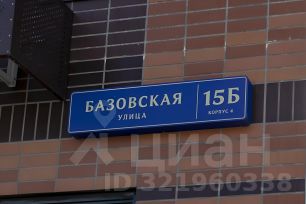 БАЗОВСКАЯ
УЛИЦА
15Б
КОРПУС 4
Циан
ID 321960338